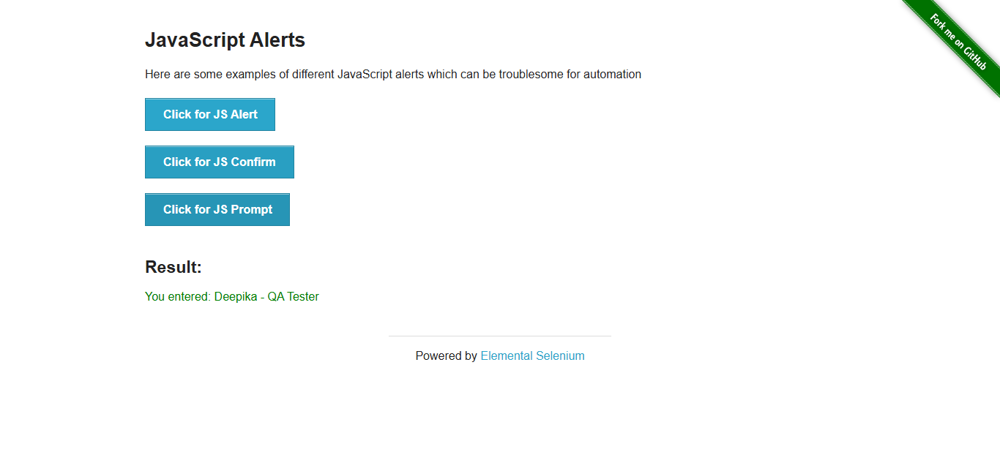 Fork me on GitHub
JavaScript Alerts
Here are some examples of different JavaScript alerts which can be troublesome for automation
Click for JS Alert
Click for JS Confirm
Click for JS Prompt
Result:
You entered: Deepika - QA Tester
Powered by Elemental Selenium